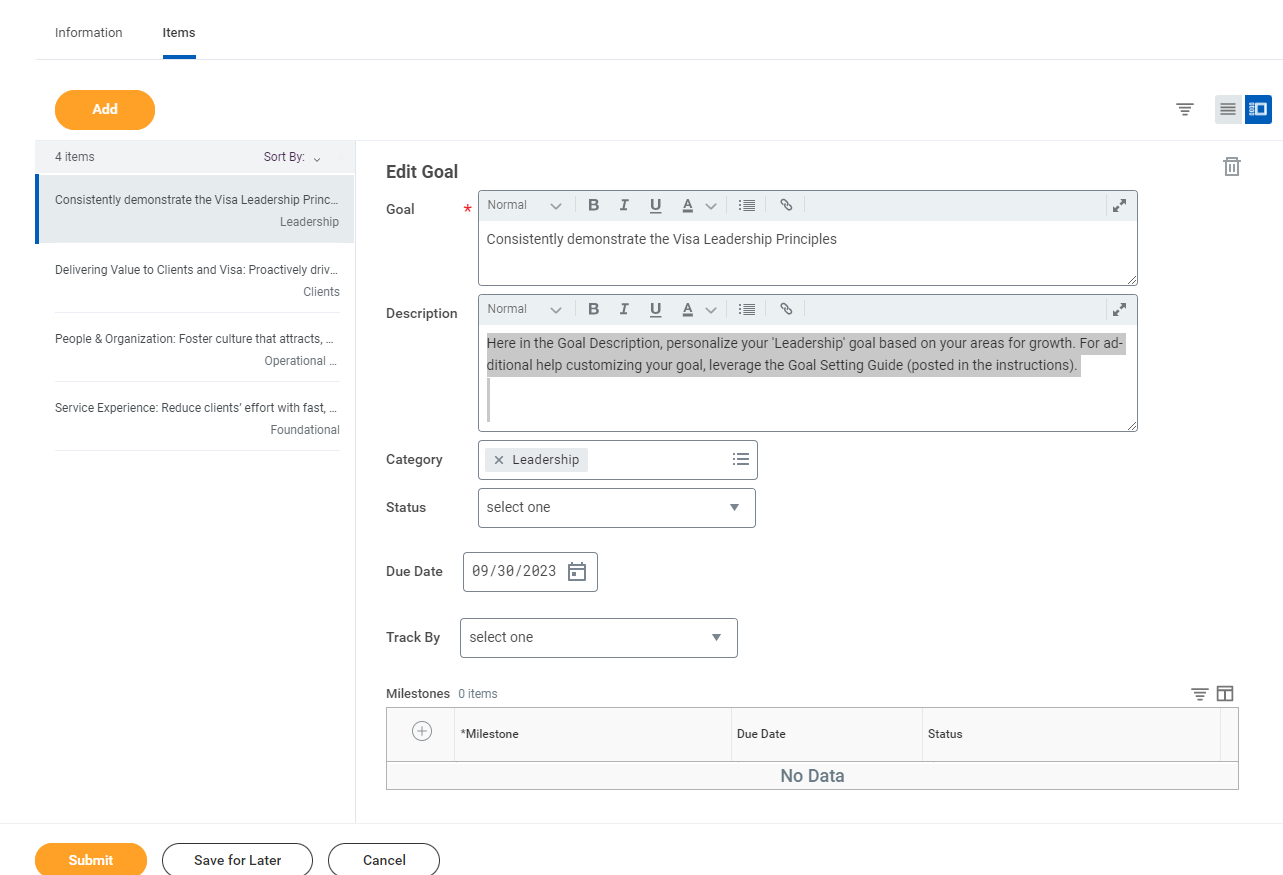 Information Items
Add
4 items Sort By:
Consistently demonstrate the Visa Leadership Princ...
Leadership
Delivering Value to Clients and Visa: Proactively driv...
Clients
People & Organization: Foster culture that attracts, ...
Operational ...
Service Experience: Reduce clients' effort with fast, ...
Foundational
Edit Goal
Goal * Normal B I U A
Consistently demonstrate the Visa Leadership Principles
Description Normal B I U A
Here in the Goal Description, personalize your 'Leadership' goal based on your areas for growth. For ad-
ditional help customizing your goal, leverage the Goal Setting Guide (posted in the instructions).
Category × Leadership
Status select one
Due Date 09/30/2023
Track By select one
Milestones 0 items
*Milestone Due Date Status
No Data
Submit Save for Later Cancel